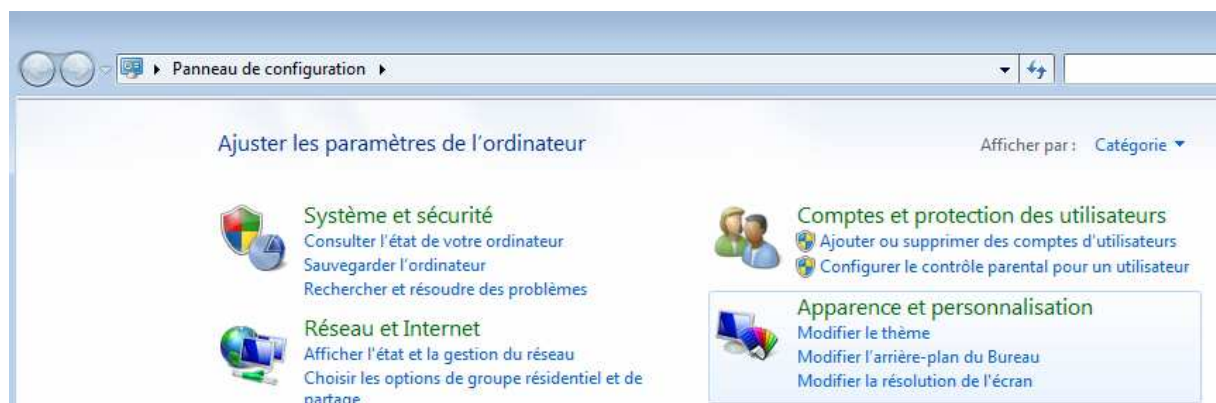 Panneau de configuration
Ajuster les paramètres de l'ordinateur
Afficher par : Catégorie
Système et sécurité
Consulter l'état de votre ordinateur
Sauvegarder l'ordinateur
Rechercher et résoudre des problèmes
Réseau et Internet
Afficher l'état et la gestion du réseau
Choisir les options de groupe résidentiel et de
partage
Comptes et protection des utilisateurs
Ajouter ou supprimer des comptes d'utilisateurs
Configurer le contrôle parental pour un utilisateur
Apparence et personnalisation
Modifier le thème
Modifier l'arrière-plan du Bureau
Modifier la résolution de l'écran